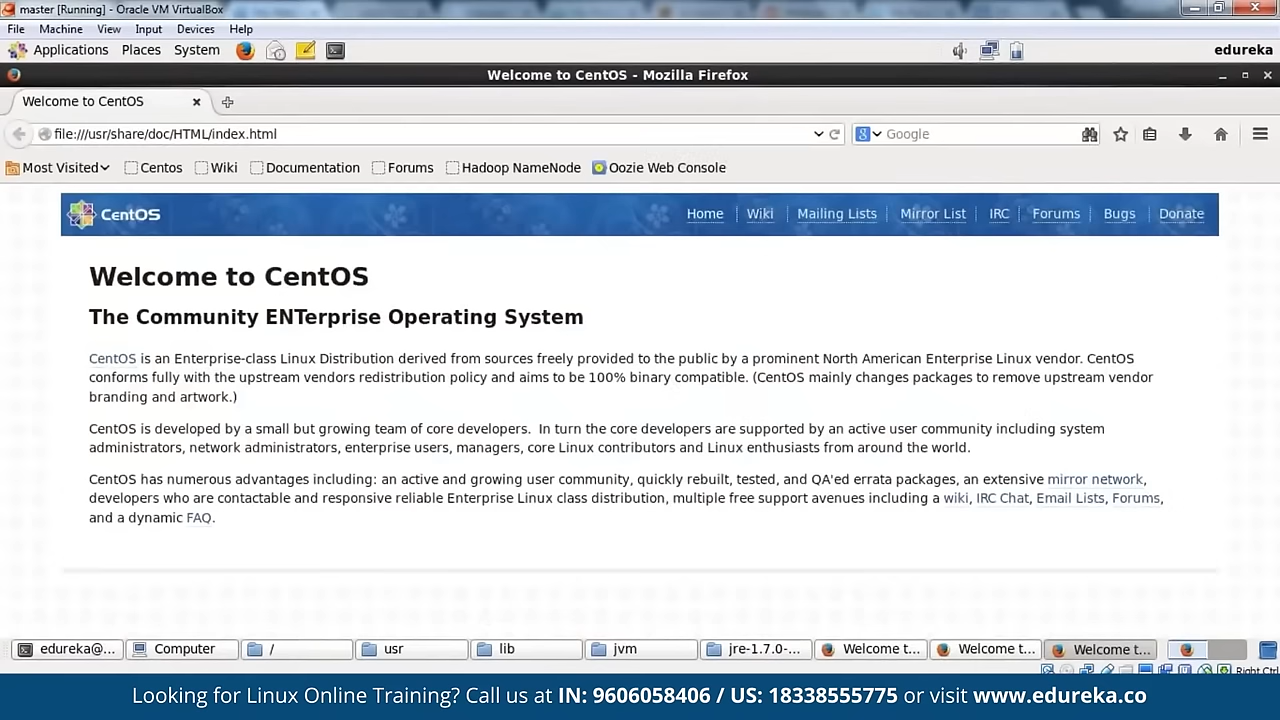 master [Running] - Oracle VM VirtualBox
File Machine View Input Devices Help
Applications Places System edureka
Welcome to CentOS - Mozilla Firefox
Welcome to CentOS
file:///usr/share/doc/HTML/index.html Google
Most Visited Centos Wiki Documentation Forums Hadoop NameNode Oozie Web Console
CentOS Home Wiki Mailing Lists Mirror List IRC Forums Bugs Donate
Welcome to CentOS
The Community ENTerprise Operating System
CentOS is an Enterprise-class Linux Distribution derived from sources freely provided to the public by a prominent North American Enterprise Linux vendor. CentOS
conforms fully with the upstream vendors redistribution policy and aims to be 100% binary compatible. (CentOS mainly changes packages to remove upstream vendor
branding and artwork.)
CentOS is developed by a small but growing team of core developers. In turn the core developers are supported by an active user community including system
administrators, network administrators, enterprise users, managers, core Linux contributors and Linux enthusiasts from around the world.
CentOS has numerous advantages including: an active and growing user community, quickly rebuilt, tested, and QA'ed errata packages, an extensive mirror network,
developers who are contactable and responsive reliable Enterprise Linux class distribution, multiple free support avenues including a wiki, IRC Chat, Email Lists, Forums,
and a dynamic FAQ.
edureka@... Computer / usr lib jvm jre-1.7.0-... Welcome t... Welcome t... Welcome t...
Right Ctrl
Looking for Linux Online Training? Call us at IN: 9606058406 / US: 18338555775 or visit www.edureka.co